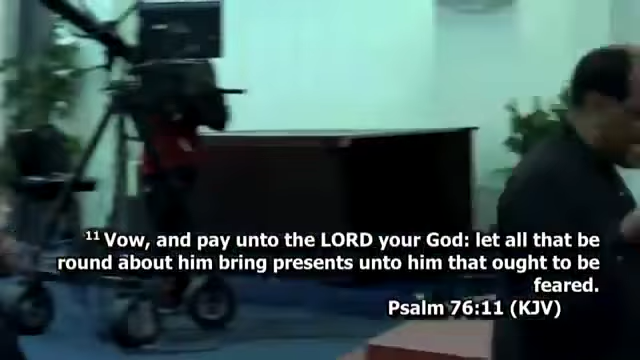 11 Vow, and pay unto the LORD your God: let all that be
round about him bring presents unto him that ought to be
feared.
Psalm 76:11 (KJV)